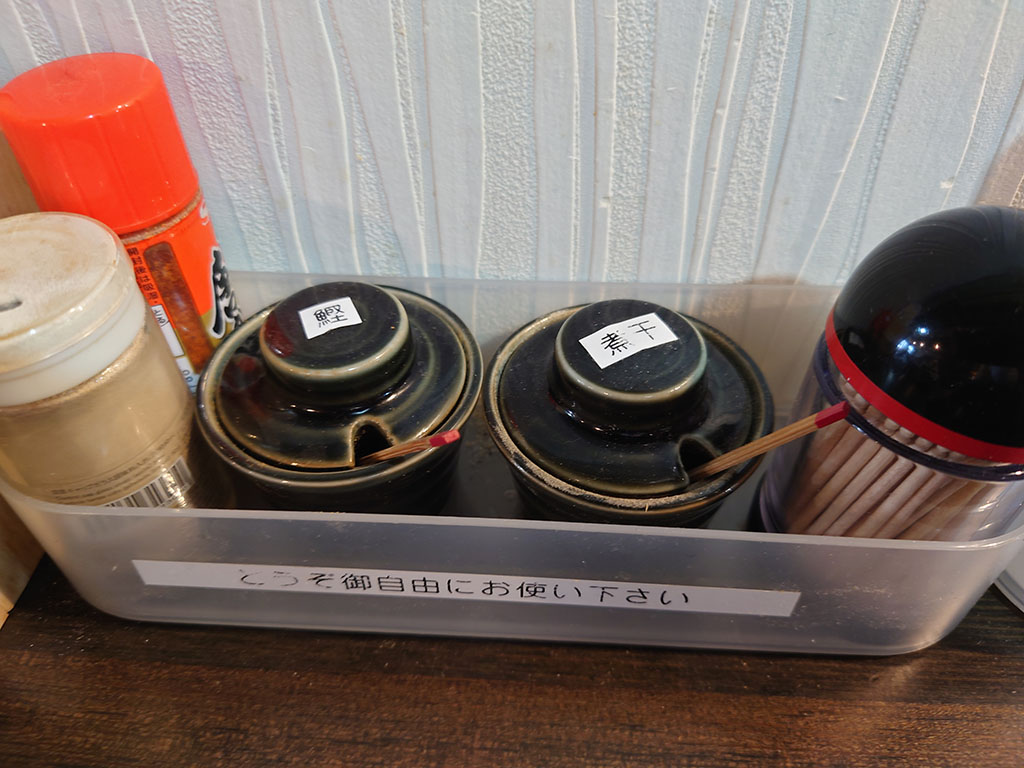 鰹
煮干
どうぞ御自由にお使い下さい